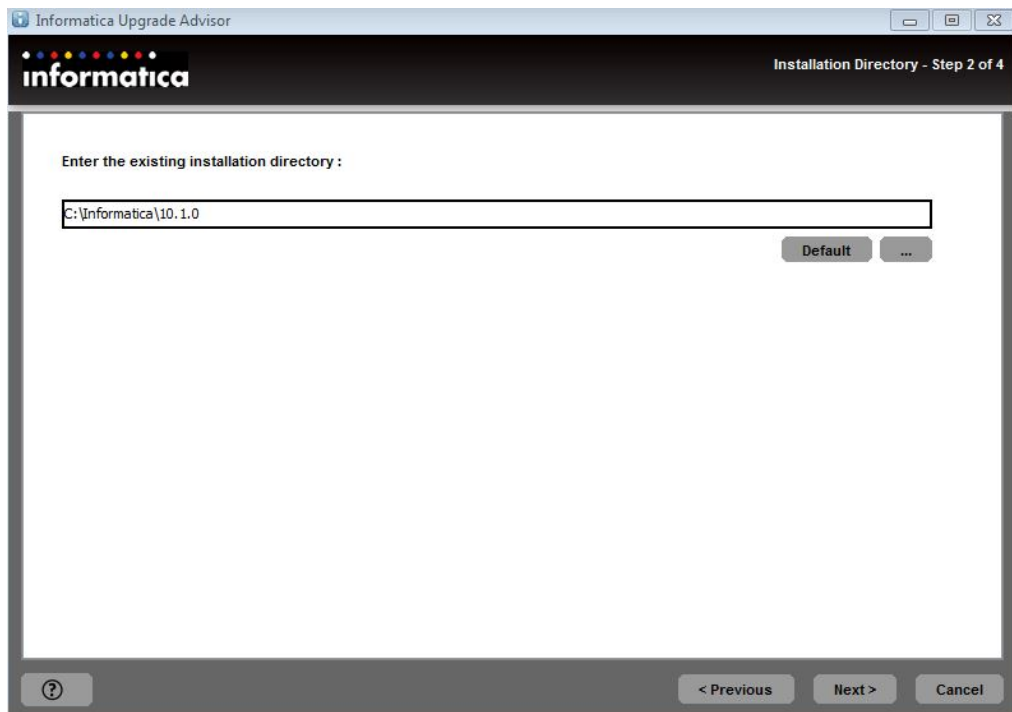 Informatica Upgrade Advisor
informatica
Installation Directory - Step 2 of 4
Enter the existing installation directory :
C:\Informatica\10.1.0
Default
...
?
< Previous
Next >
Cancel